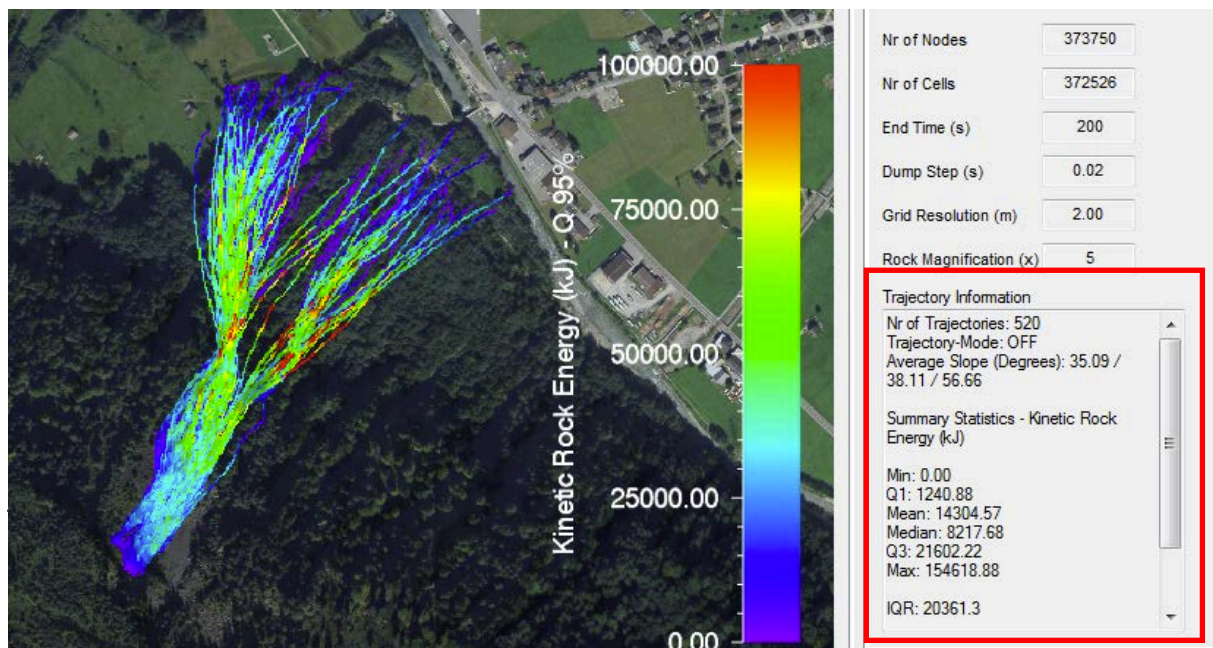 Kinetic Rock Energy (kJ) - Q 95%
100000.00
75000.00
50000.00
25000.00
0.00
Nr of Nodes 373750
Nr of Cells 372526
End Time (s) 200
Dump Step (s) 0.02
Grid Resolution (m) 2.00
Rock Magnification (x) 5
Trajectory Information
Nr of Trajectories: 520
Trajectory-Mode: OFF
Average Slope (Degrees): 35.09 /
38.11 / 56.66
Summary Statistics - Kinetic Rock
Energy (kJ)
Min: 0.00
Q1: 1240.88
Mean: 14304.57
Median: 8217.68
Q3: 21602.22
Max: 154618.88
IQR: 20361.3